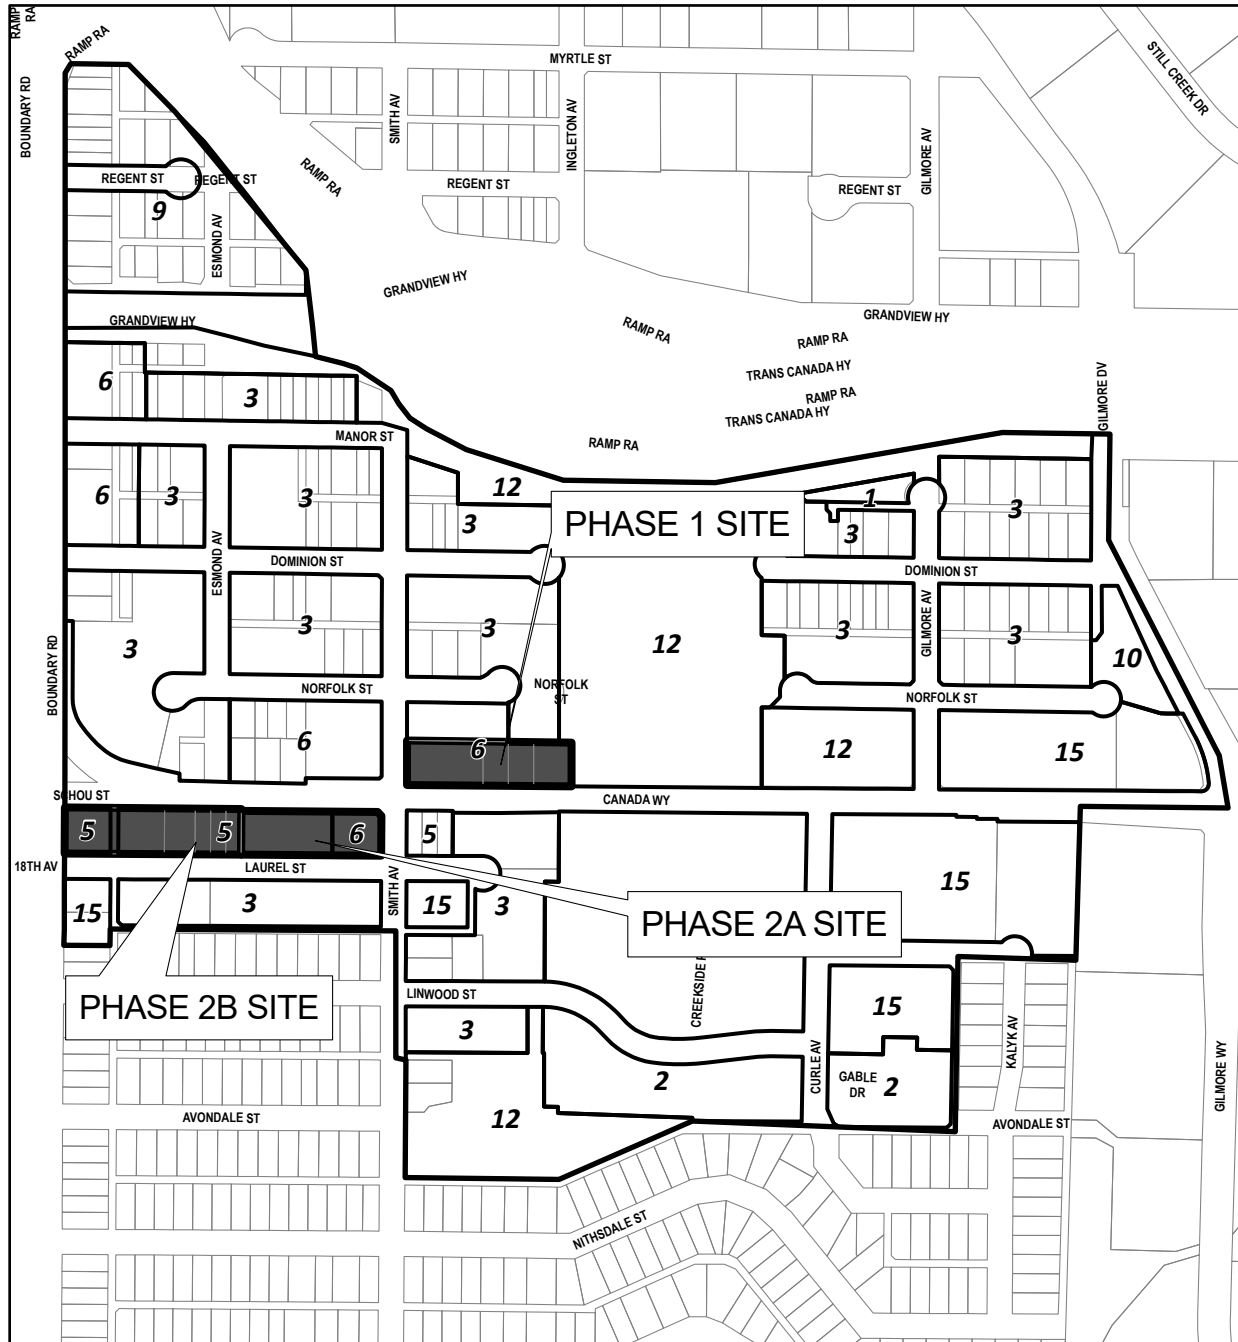 RAMP RA
RAMP RA
MYRTLE ST
STILL CREEK DR
BOUNDARY RD
SMITH AV
INGLETON AV
GILMORE AV
RAMP RA
REGENT ST
REGENT ST
REGENT ST
REGENT ST
9
ESMOND AV
GRANDVIEW HY
GRANDVIEW HY
GRANDVIEW HY
RAMP RA
RAMP RA
TRANS CANADA HY
RAMP RA
TRANS CANADA HY
GILMORE DV
6
3
MANOR ST
RAMP RA
6
3
3
12
1
3
3
3
PHASE 1 SITE
ESMOND AV
DOMINION ST
DOMINION ST
GILMORE AV
3
3
3
12
3
3
10
BOUNDARY RD
NORFOLK ST
NORFOLK
ST
NORFOLK ST
6
6
12
15
SCHOU ST
CANADA WY
5
5
6
5
18TH AV
LAUREL ST
SMITH AV
15
3
15
3
15
PHASE 2A SITE
PHASE 2B SITE
LINWOOD ST
CREEKSIDE
15
3
CURLE AV
KALYK AV
GILMORE WY
2
GABLE
DR
2
12
AVONDALE ST
AVONDALE ST
NITHSDALE ST